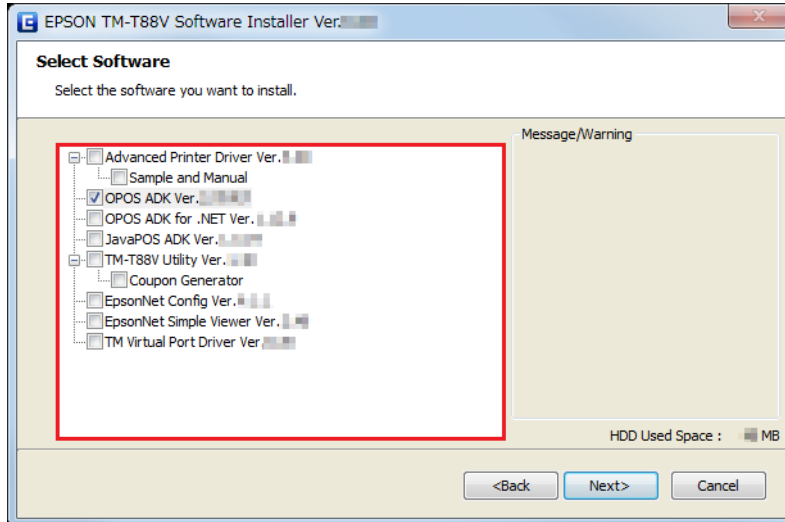 EPSON TM-T88V Software Installer Ver.
Select Software
Select the software you want to install.
Message/Warning
Advanced Printer Driver Ver.
Sample and Manual
OPOS ADK Ver.
OPOS ADK for .NET Ver.
JavaPOS ADK Ver.
TM-T88V Utility Ver.
Coupon Generator
EpsonNet Config Ver.
EpsonNet Simple Viewer Ver.
TM Virtual Port Driver Ver.
HDD Used Space : MB
<Back Next> Cancel